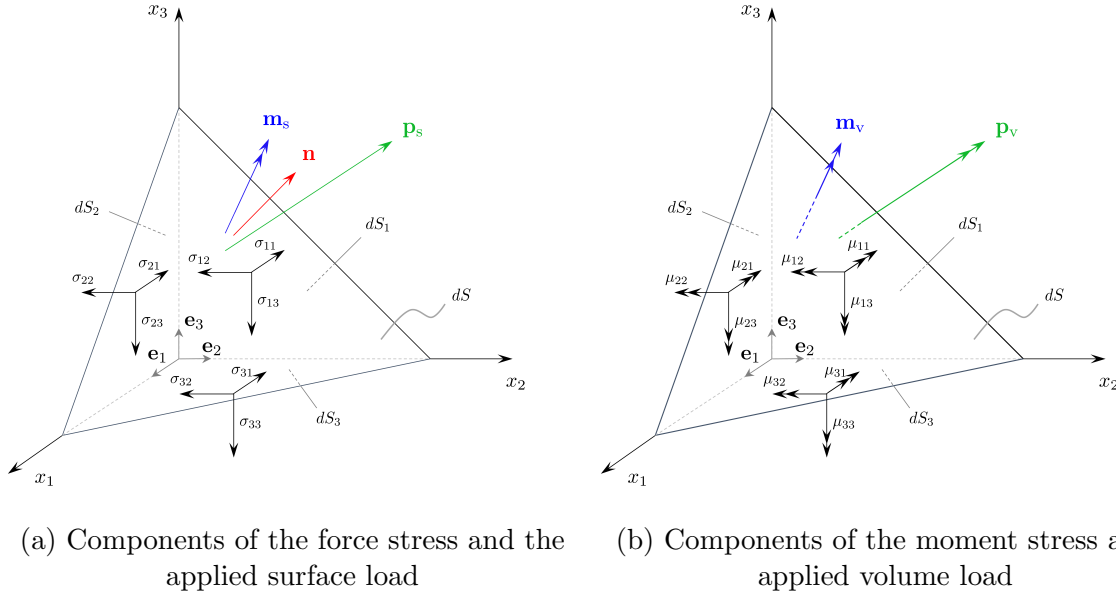 x₃
mₛ
pₛ
n
dS₂
dS₁
σ₁₁
σ₁₂
σ₂₁
σ₂₂
σ₁₃
σ₂₃
dS
e₃
e₁
e₂
σ₃₁
σ₃₂
x₂
dS₃
σ₃₃
x₁
(a) Components of the force stress and the
applied surface load
x₃
mᵥ
pᵥ
dS₂
dS₁
μ₁₁
μ₁₂
μ₂₁
μ₂₂
μ₁₃
μ₂₃
dS
e₃
e₁
e₂
μ₃₁
μ₃₂
x₂
dS₃
μ₃₃
x₁
(b) Components of the moment stress a
applied volume load